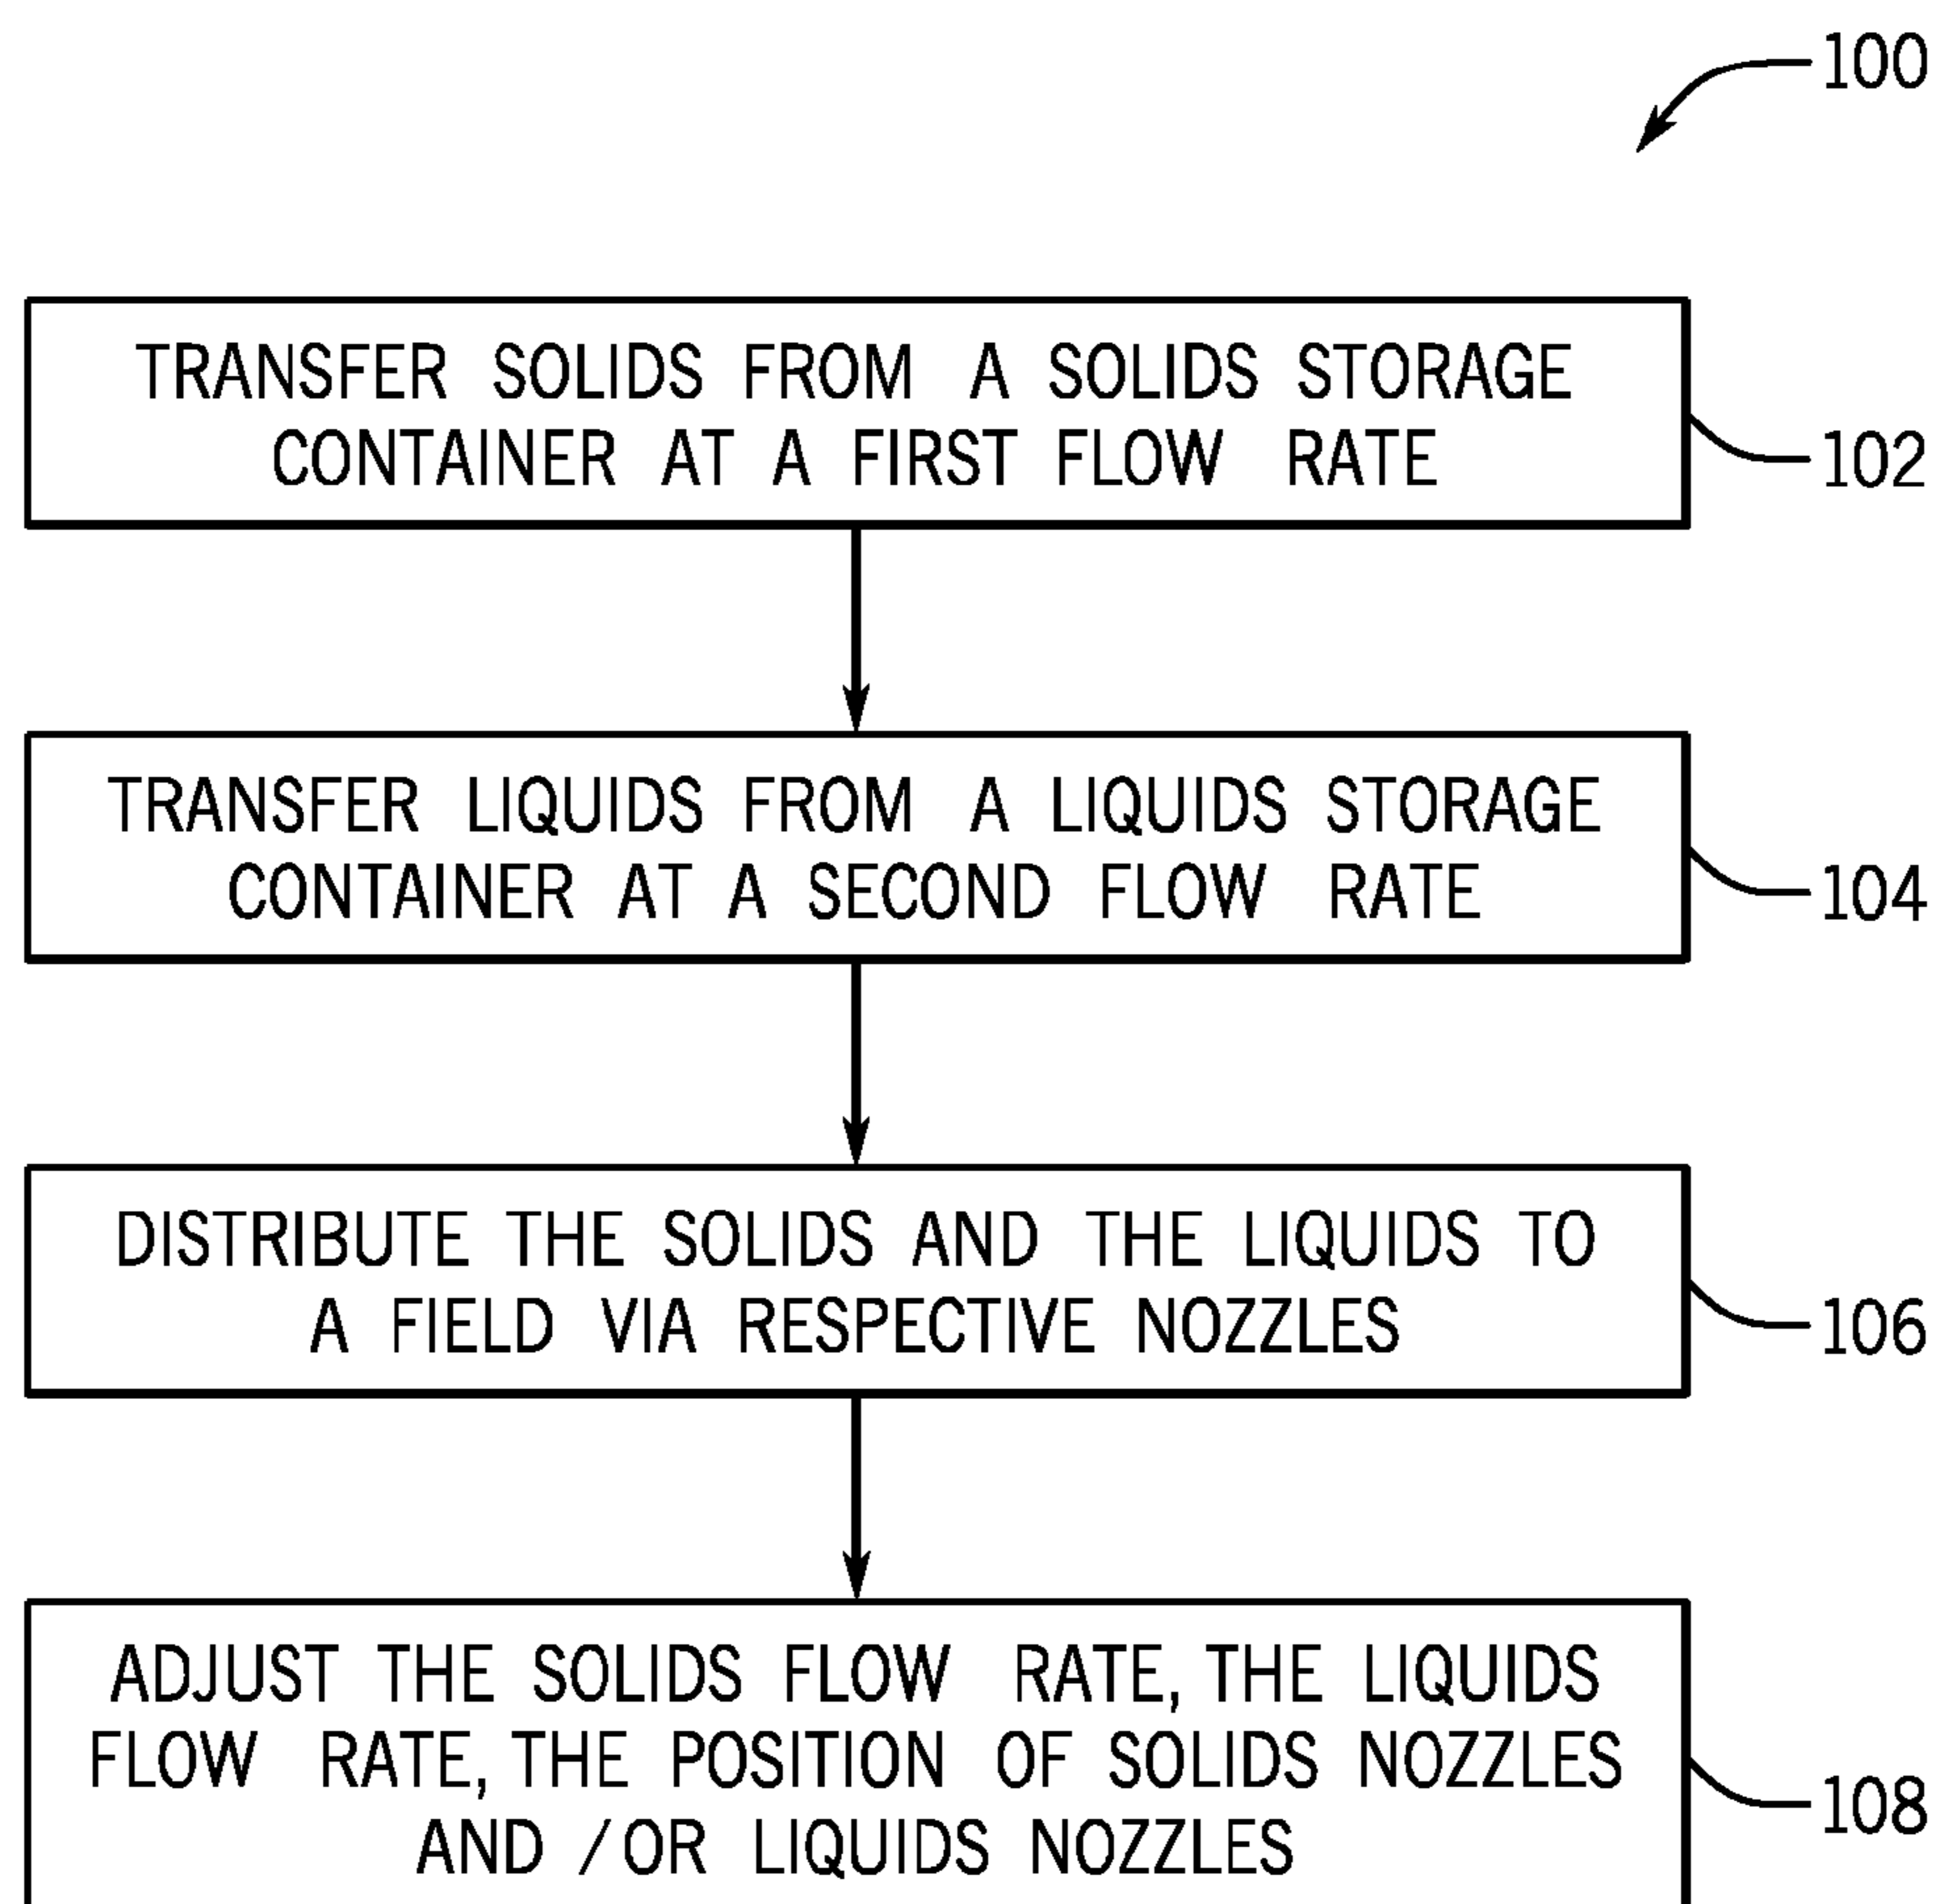 100
TRANSFER SOLIDS FROM A SOLIDS STORAGE
CONTAINER AT A FIRST FLOW RATE
102
TRANSFER LIQUIDS FROM A LIQUIDS STORAGE
CONTAINER AT A SECOND FLOW RATE
104
DISTRIBUTE THE SOLIDS AND THE LIQUIDS TO
A FIELD VIA RESPECTIVE NOZZLES
106
ADJUST THE SOLIDS FLOW RATE, THE LIQUIDS
FLOW RATE, THE POSITION OF SOLIDS NOZZLES
AND /OR LIQUIDS NOZZLES
108